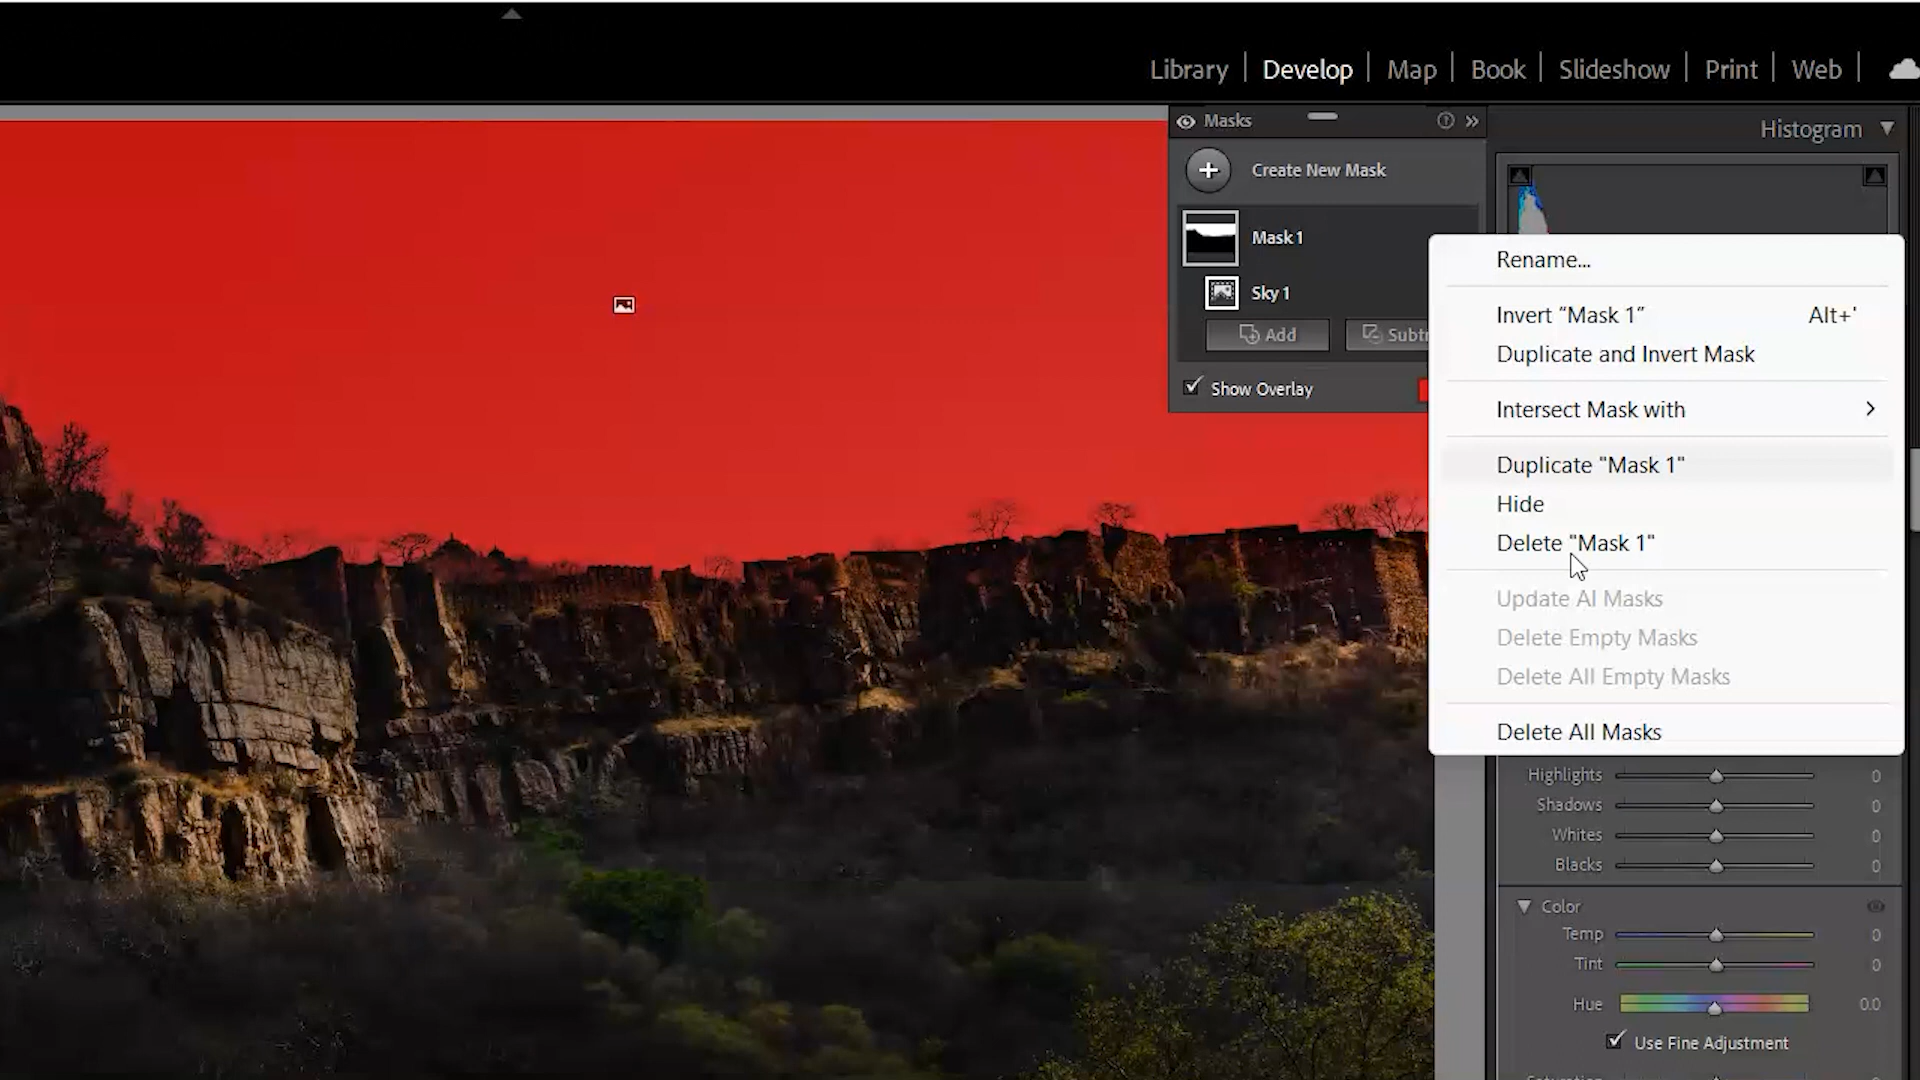 Library
Develop
Map
Book
Slideshow
Print
Web
Masks
Histogram
Create New Mask
Mask 1
Sky 1
Add
Subtr
Show Overlay
Rename...
Invert “Mask 1” Alt+'
Duplicate and Invert Mask
Intersect Mask with
Duplicate "Mask 1"
Hide
Delete "Mask 1"
Update AI Masks
Delete Empty Masks
Delete All Empty Masks
Delete All Masks
Highlights 0
Shadows 0
Whites 0
Blacks 0
Color
Temp 0
Tint 0
Hue 0.0
Use Fine Adjustment